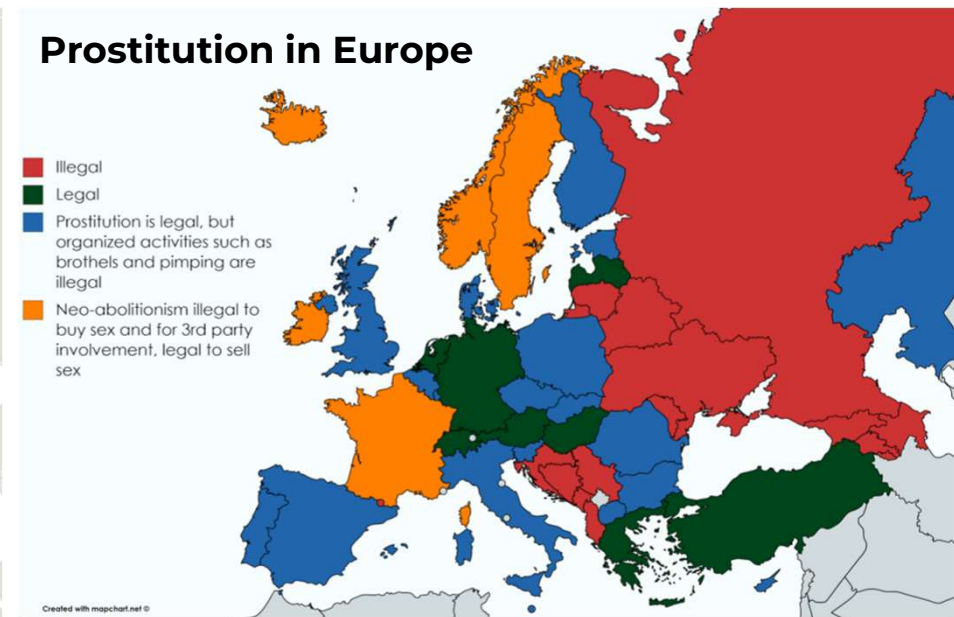 Prostitution in Europe
Illegal
Legal
Prostitution is legal, but
organized activities such as
brothels and pimping are
illegal
Neo-abolitionism illegal to
buy sex and for 3rd party
involvement, legal to sell
sex
Created with mapchart.net ©